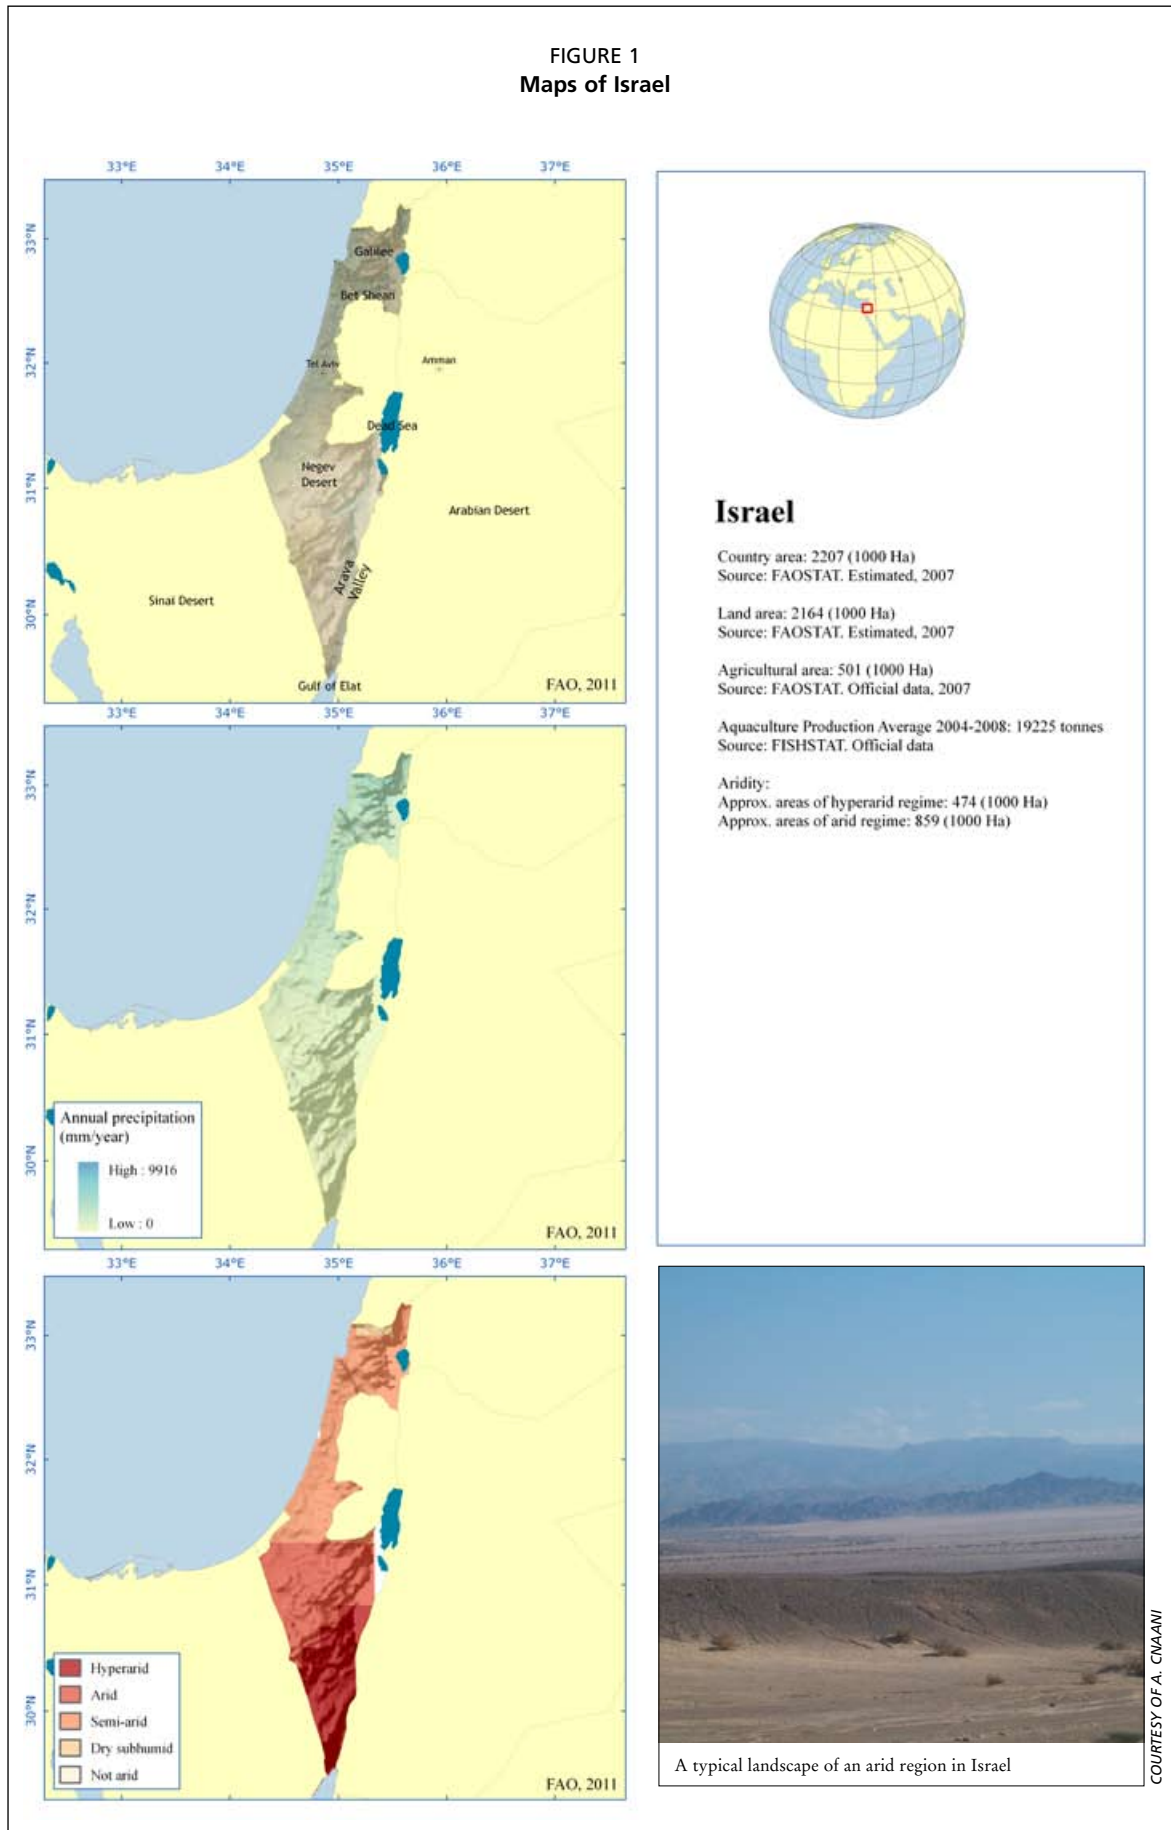 FIGURE 1
Maps of Israel
33°E 34°E 35°E 36°E 37°E
33°N
32°N
31°N
30°N
Galilee
Bet Shean
Tel Aviv
Amman
Dead Sea
Negev
Desert
Arabian Desert
Arava
Valley
Sinai Desert
Gulf of Elat
FAO, 2011
33°E 34°E 35°E 36°E 37°E
33°N
32°N
31°N
30°N
Annual precipitation
(mm/year)
High : 9916
Low : 0
FAO, 2011
33°E 34°E 35°E 36°E 37°E
33°N
32°N
31°N
30°N
Hyperarid
Arid
Semi-arid
Dry subhumid
Not arid
FAO, 2011
Israel
Country area: 2207 (1000 Ha)
Source: FAOSTAT. Estimated, 2007
Land area: 2164 (1000 Ha)
Source: FAOSTAT. Estimated, 2007
Agricultural area: 501 (1000 Ha)
Source: FAOSTAT. Official data, 2007
Aquaculture Production Average 2004-2008: 19225 tonnes
Source: FISHSTAT. Official data
Aridity:
Approx. areas of hyperarid regime: 474 (1000 Ha)
Approx. areas of arid regime: 859 (1000 Ha)
A typical landscape of an arid region in Israel
COURTESY OF A. CNAANI